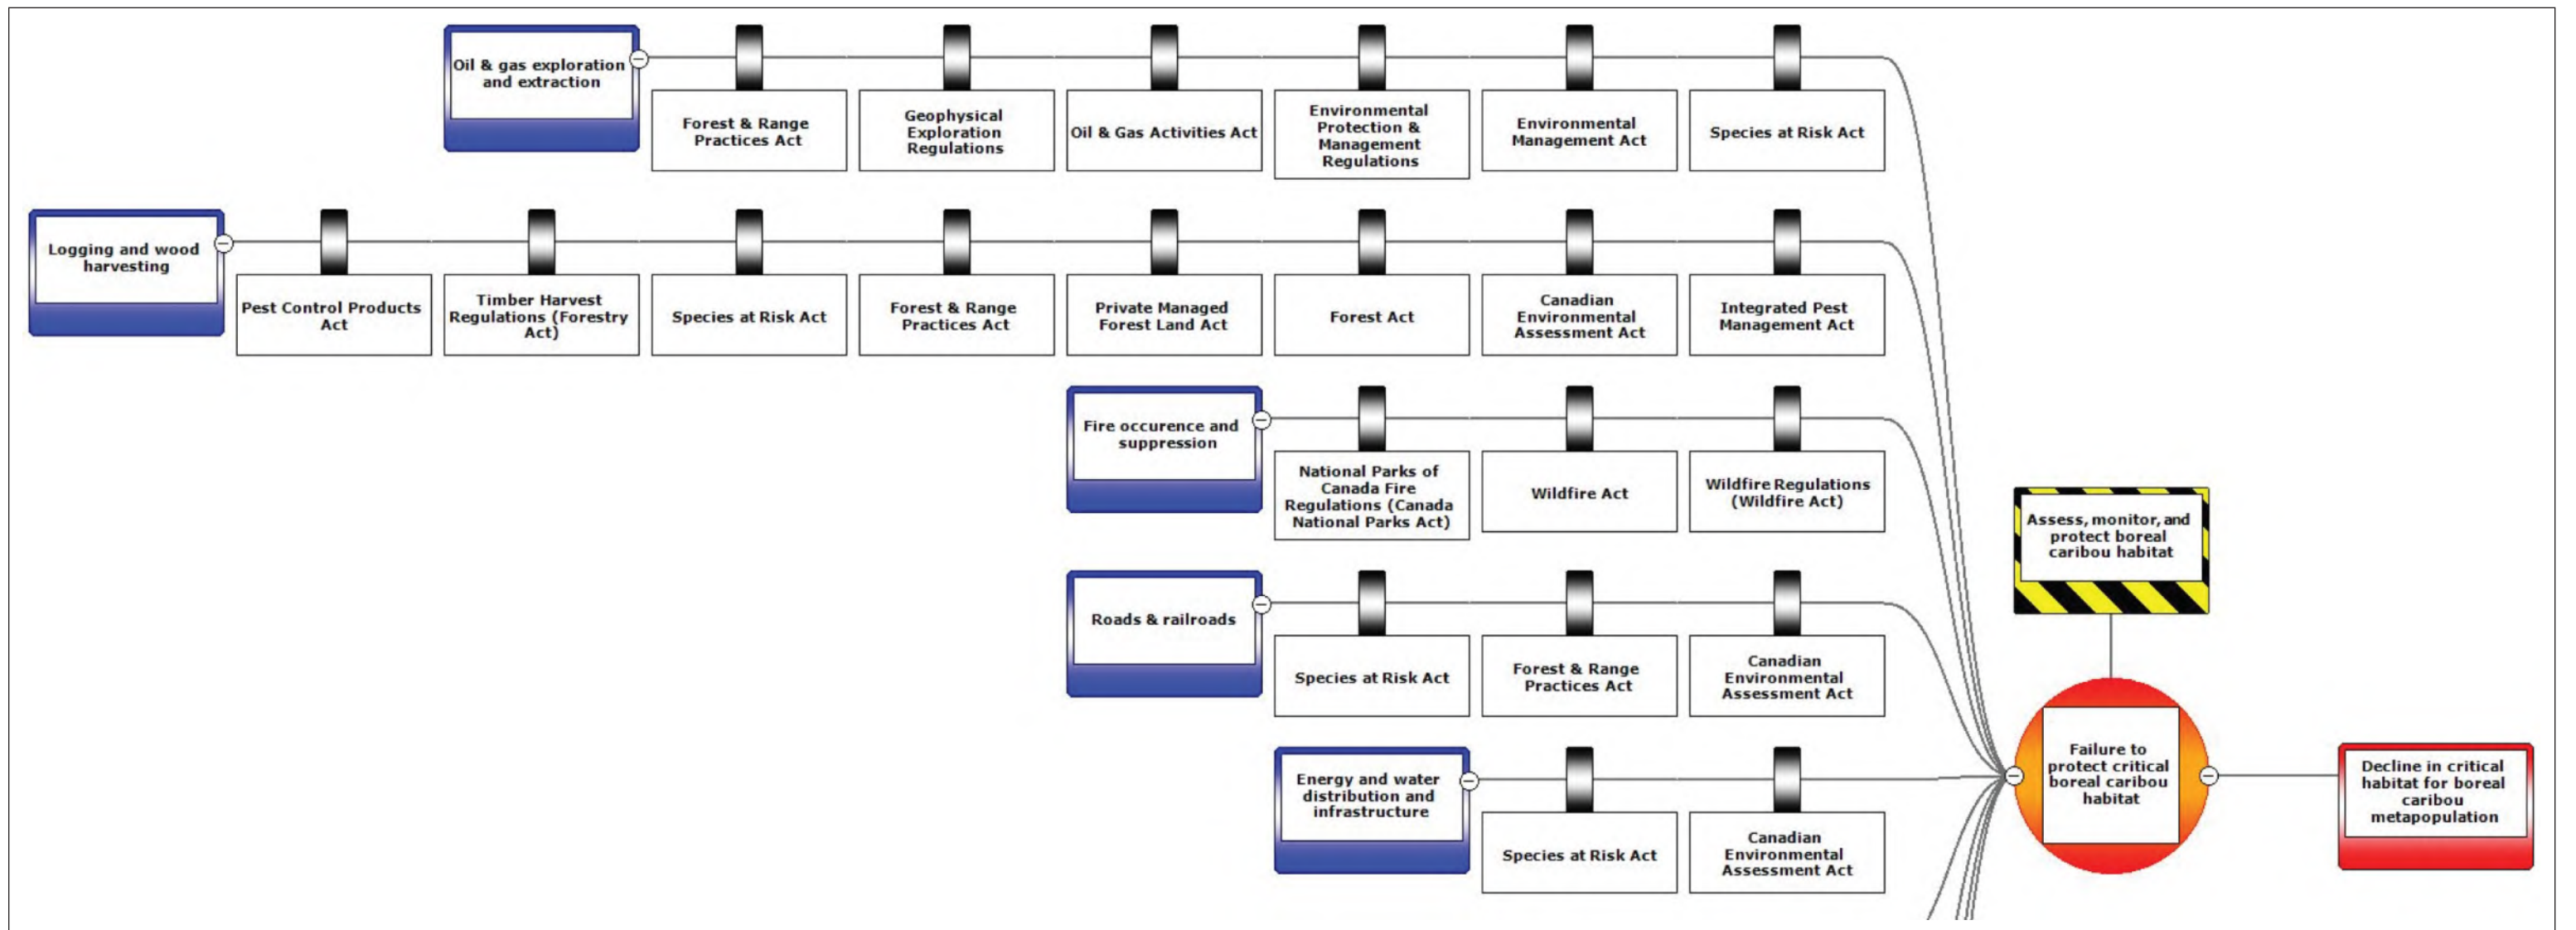 Oil & gas exploration
and extraction
Forest & Range
Practices Act
Geophysical
Exploration
Regulations
Oil & Gas Activities Act
Environmental
Protection &
Management
Regulations
Environmental
Management Act
Species at Risk Act
Logging and wood
harvesting
Pest Control Products
Act
Timber Harvest
Regulations (Forestry
Act)
Species at Risk Act
Forest & Range
Practices Act
Private Managed
Forest Land Act
Forest Act
Canadian
Environmental
Assessment Act
Integrated Pest
Management Act
Fire occurence and
suppression
National Parks of
Canada Fire
Regulations (Canada
National Parks Act)
Wildfire Act
Wildfire Regulations
(Wildfire Act)
Assess, monitor, and
protect boreal
caribou habitat
Roads & railroads
Species at Risk Act
Forest & Range
Practices Act
Canadian
Environmental
Assessment Act
Energy and water
distribution and
infrastructure
Species at Risk Act
Canadian
Environmental
Assessment Act
Failure to
protect critical
boreal caribou
habitat
Decline in critical
habitat for boreal
caribou
metapopulation